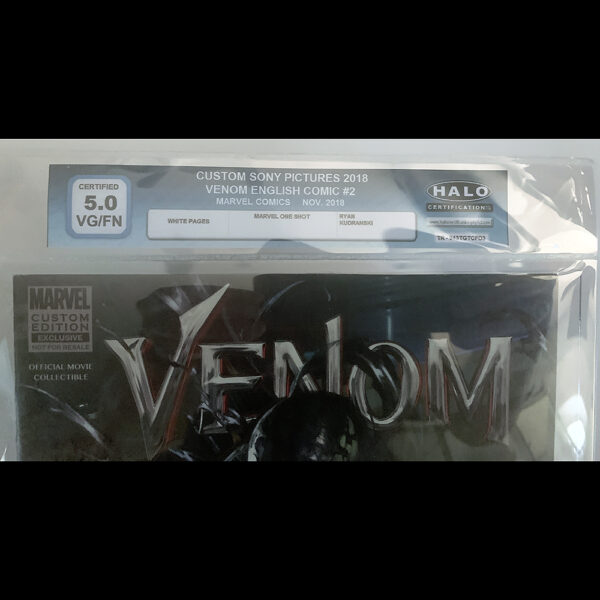 CERTIFIED
5.0
VG/FN
CUSTOM SONY PICTURES 2018
VENOM ENGLISH COMIC #2
MARVEL COMICS NOV. 2018
WHITE PAGES
MARVEL ONE SHOT
RYAN
KUDRANSKI
HALO
CERTIFICATION
MARVEL
CUSTOM
EDITION
EXCLUSIVE
NOT FOR RESALE
OFFICIAL MOVIE
COLLECTIBLE
VENOM